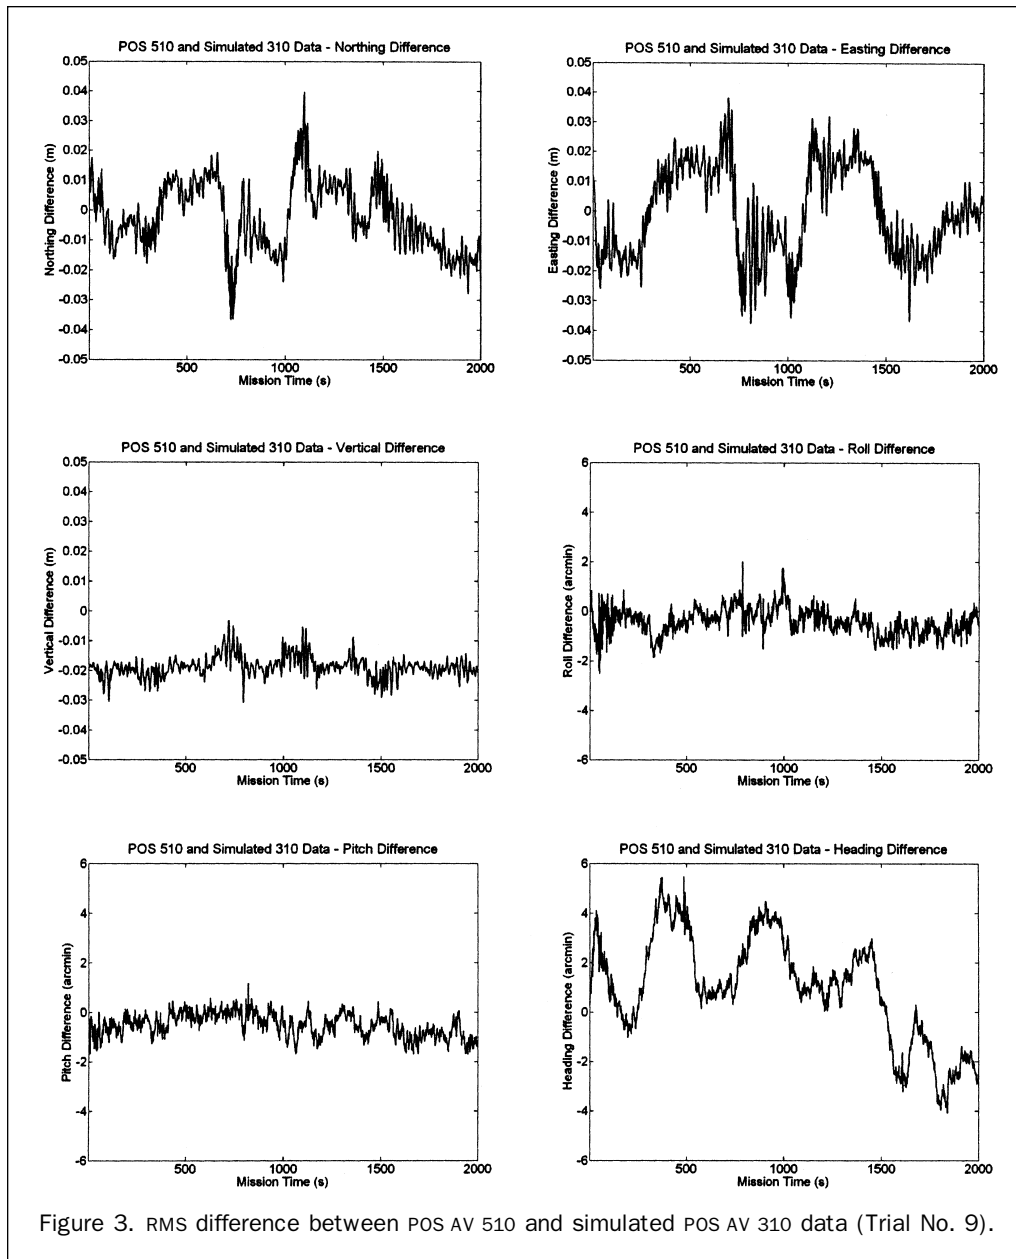 POS 510 and Simulated 310 Data - Northing Difference
0.05
0.04
0.03
0.02
0.01
0
-0.01
-0.02
-0.03
-0.04
-0.05
Northing Difference (m)
500 1000 1500 2000
Mission Time (s)
POS 510 and Simulated 310 Data - Easting Difference
0.05
0.04
0.03
0.02
0.01
0
-0.01
-0.02
-0.03
-0.04
-0.05
Easting Difference (m)
500 1000 1500 2000
Mission Time (s)
POS 510 and Simulated 310 Data - Vertical Difference
0.05
0.04
0.03
0.02
0.01
0
-0.01
-0.02
-0.03
-0.04
-0.05
Vertical Difference (m)
500 1000 1500 2000
Mission Time (s)
POS 510 and Simulated 310 Data - Roll Difference
6
4
2
0
-2
-4
-6
Roll Difference (arcmin)
500 1000 1500 2000
Mission Time (s)
POS 510 and Simulated 310 Data - Pitch Difference
6
4
2
0
-2
-4
-6
Pitch Difference (arcmin)
500 1000 1500 2000
Mission Time (s)
POS 510 and Simulated 310 Data - Heading Difference
6
4
2
0
-2
-4
-6
Heading Difference (arcmin)
500 1000 1500 2000
Mission Time (s)
Figure 3. RMS difference between POS AV 510 and simulated POS AV 310 data (Trial No. 9).